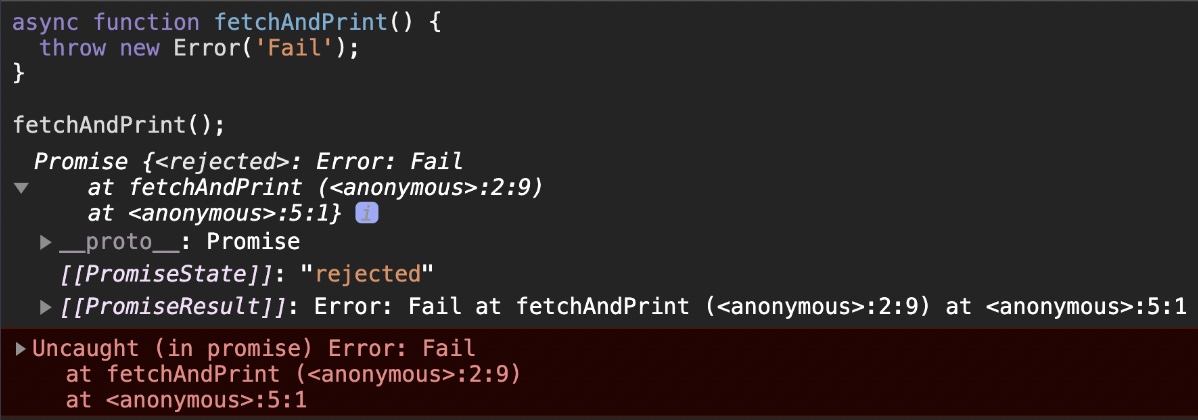 async function fetchAndPrint() {
throw new Error('Fail');
}
fetchAndPrint();
Promise {<rejected>: Error: Fail
at fetchAndPrint (<anonymous>:2:9)
at <anonymous>:5:1} i
__proto__: Promise
[[PromiseState]]: "rejected"
[[PromiseResult]]: Error: Fail at fetchAndPrint (<anonymous>:2:9) at <anonymous>:5:1
Uncaught (in promise) Error: Fail
at fetchAndPrint (<anonymous>:2:9)
at <anonymous>:5:1